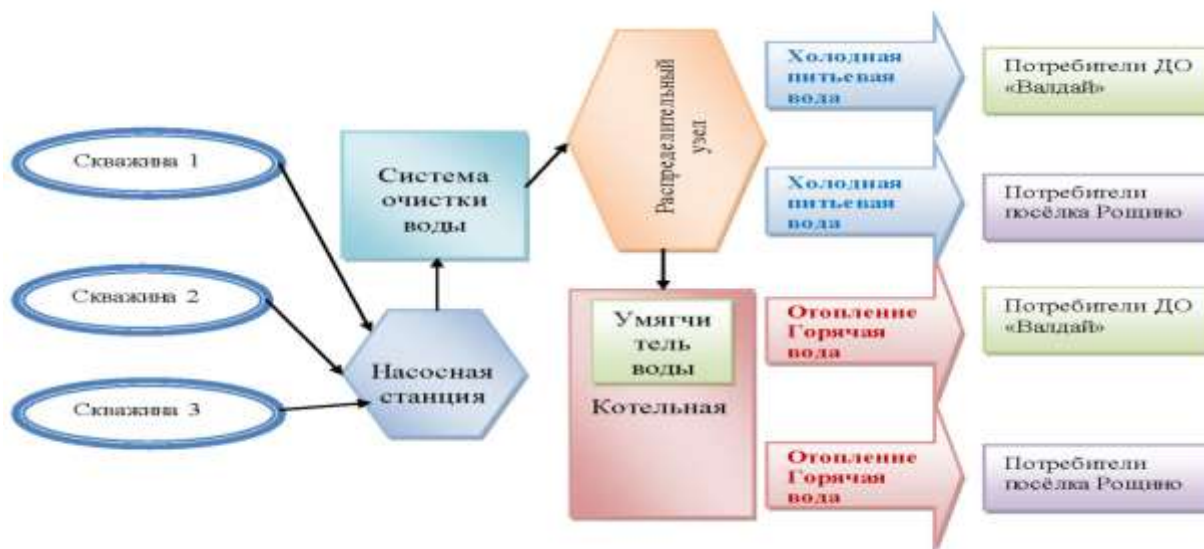 Скважина 1
Скважина 2
Скважина 3
Насосная
станция
Система
очистки
воды
Распределительный
узел
Умягчи
тель
воды
Котельная
Холодная
питьевая
вода
Потребители ДО
«Валдай»
Холодная
питьевая
вода
Потребители
посёлка Рощино
Отопление
Горячая
вода
Потребители ДО
«Валдай»
Отопление
Горячая
вода
Потребители
посёлка Рощино